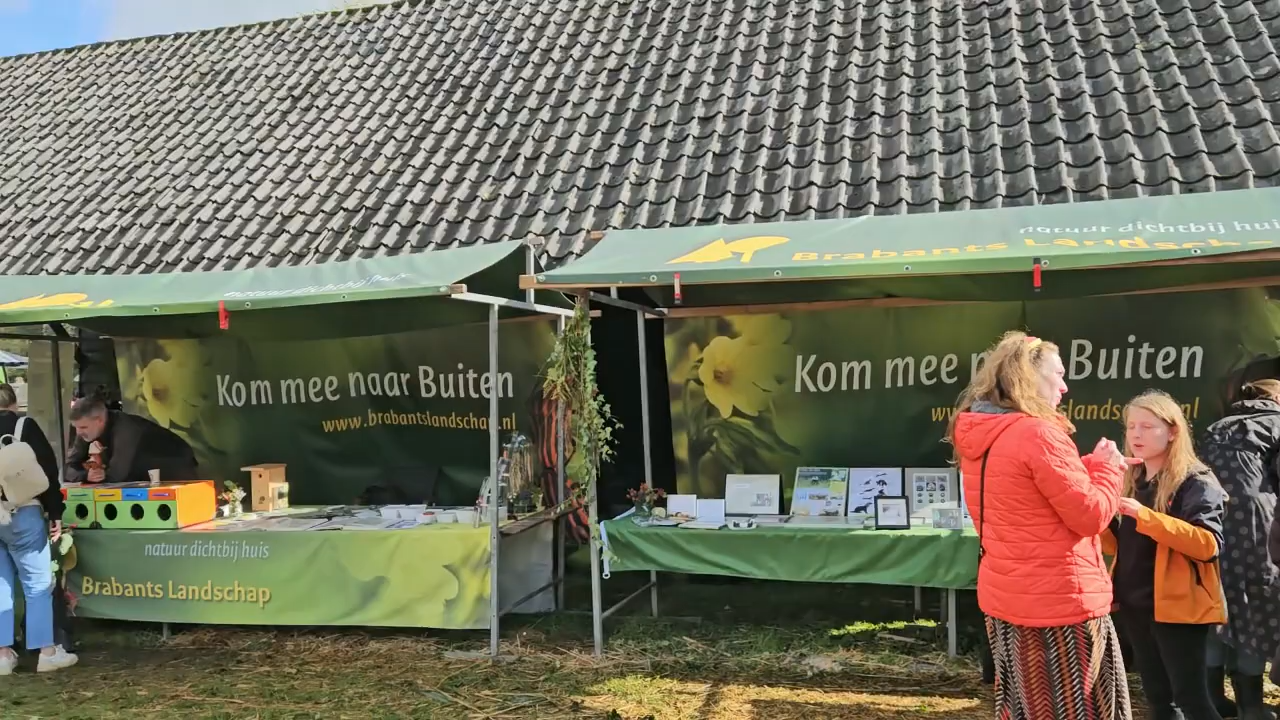 natuur dichtbij huis
Brabants Landschap
natuur dichtbij huis
Kom mee naar Buiten
www.brabantslandschap.nl
Kom mee Buiten
natuur dichtbij huis
Brabants Landschap